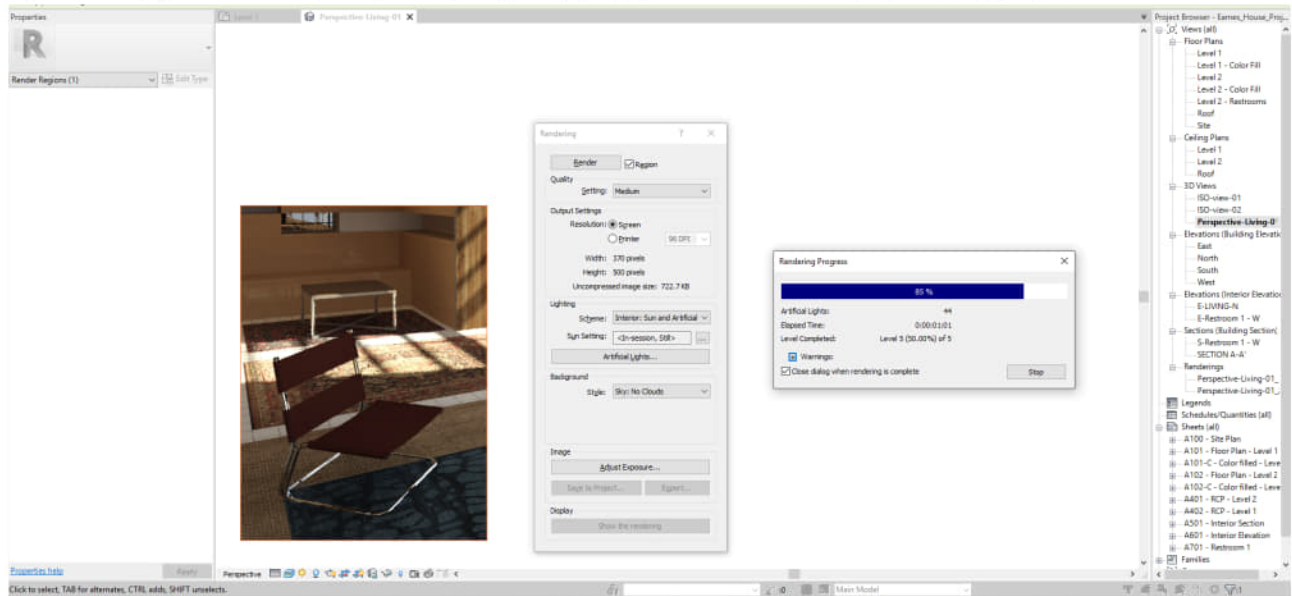 Properties
Level 1
Perspective-Living-01
R
Render Regions (1)
Edit Type
Rendering
? ×
Render
Region
Quality
Setting: Medium
Output Settings
Resolution: Screen
Printer
96 DPI
Width: 370 pixels
Height: 500 pixels
Uncompressed image size: 722.7 KB
Lighting
Scheme: Interior: Sun and Artificial
Sun Setting: <In-session, Still>
...
Artificial Lights...
Background
Style: Sky: No Clouds
Image
Adjust Exposure...
Save to Project...
Export...
Display
Show the rendering
Rendering Progress
85 %
Artificial Lights: 44
Elapsed Time: 0:00:01:01
Level Completed: Level 5 (50.00%) of 5
Warnings:
Close dialog when rendering is complete
Stop
Project Browser - Eames_House_Proj...
Views (all)
Floor Plans
Level 1
Level 1 - Color Fill
Level 2
Level 2 - Color Fill
Level 2 - Restrooms
Roof
Site
Ceiling Plans
Level 1
Level 2
Roof
3D Views
ISO-view-01
ISO-view-02
Perspective-Living-0
Elevations (Building Elevatic
East
North
South
West
Elevations (Interior Elevation
E-LIVING-N
E-Restroom 1 - W
Sections (Building Section(
S-Restroom 1 - W
SECTION A-A'
Renderings
Perspective-Living-01_
Perspective-Living-01_
Legends
Schedules/Quantities (all)
Sheets (all)
A100 - Site Plan
A101 - Floor Plan - Level 1
A101-C - Color filled - Leve
A102 - Floor Plan - Level 2
A102-C - Color filled - Leve
A401 - RCP - Level 2
A402 - RCP - Level 1
A501 - Interior Section
A601 - Interior Elevation
A701 - Restroom 1
Families
Properties help
Apply
Perspective
Click to select, TAB for alternates, CTRL adds, SHIFT unselects.
:0
Main Model
:1